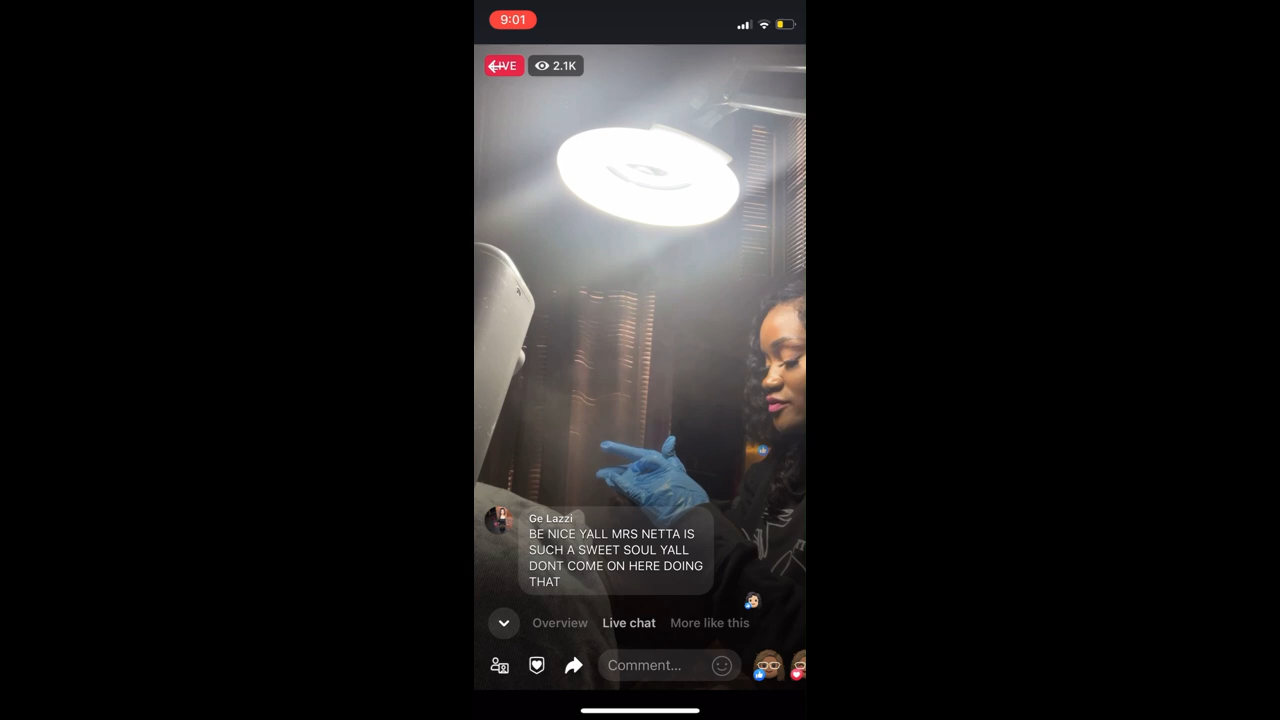 9:01
LIVE
2.1K
Ge Lazzi
BE NICE YALL MRS NETTA IS
SUCH A SWEET SOUL YALL
DONT COME ON HERE DOING
THAT
Overview
Live chat
More like this
Comment...